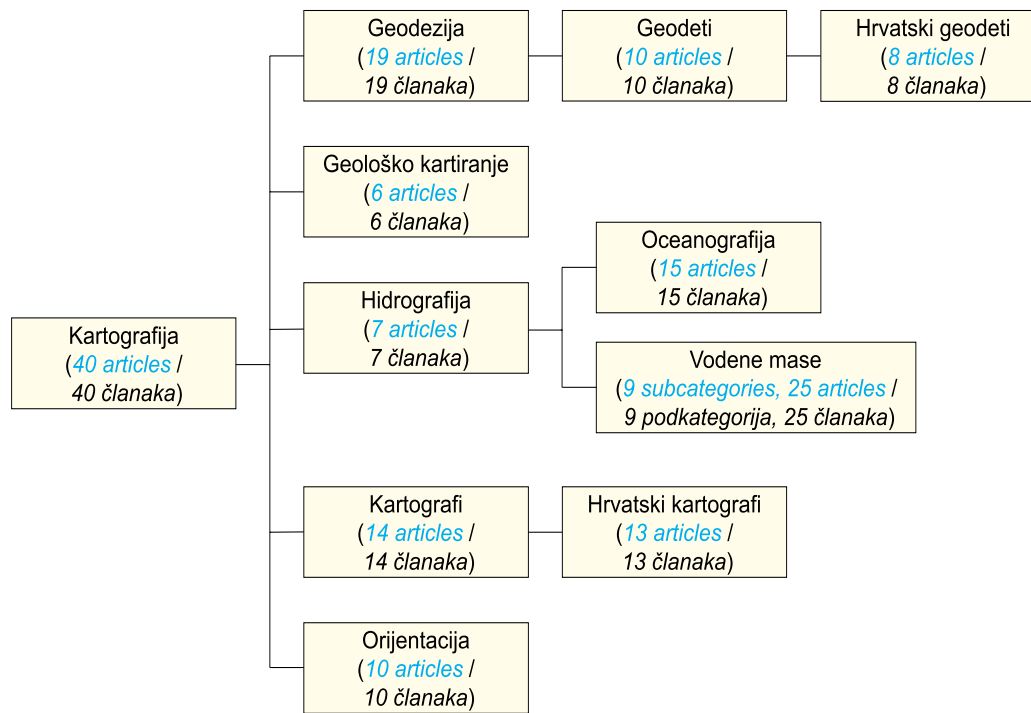 Geodezija
(19 articles /
19 članaka)
Geodeti
(10 articles /
10 članaka)
Hrvatski geodeti
(8 articles /
8 članaka)
Geološko kartiranje
(6 articles /
6 članaka)
Oceanografija
(15 articles /
15 članaka)
Hidrografija
(7 articles /
7 članaka)
Kartografija
(40 articles /
40 članaka)
Vodene mase
(9 subcategories, 25 articles /
9 podkategorija, 25 članaka)
Kartografi
(14 articles /
14 članaka)
Hrvatski kartografi
(13 articles /
13 članaka)
Orijentacija
(10 articles /
10 članaka)